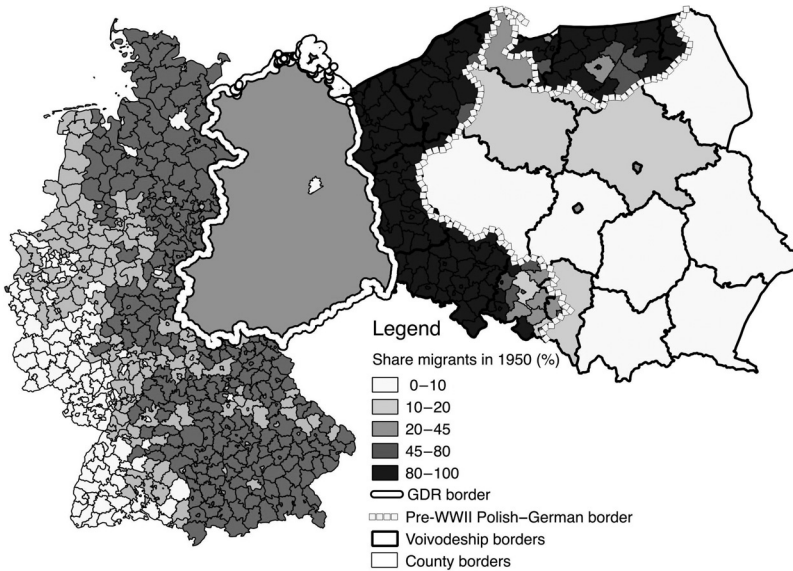 Legend
Share migrants in 1950 (%)
0–10
10–20
20–45
45–80
80–100
GDR border
Pre–WWII Polish–German border
Voivodeship borders
County borders